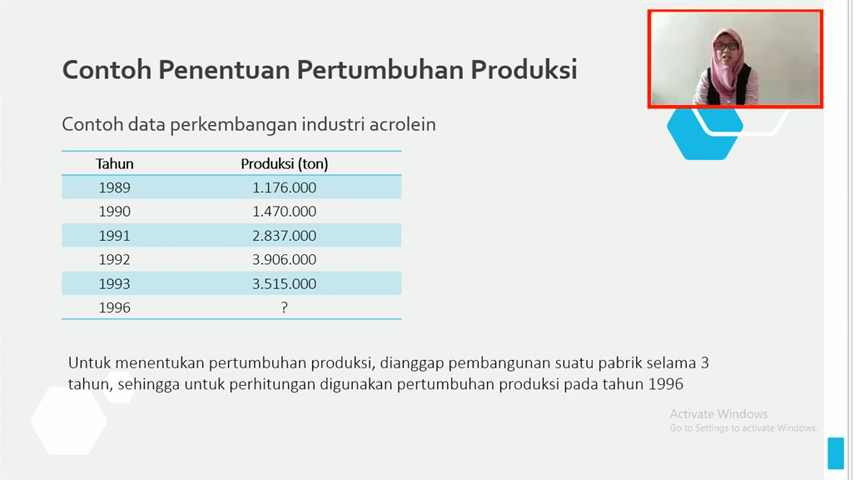 Contoh Penentuan Pertumbuhan Produksi
Contoh data perkembangan industri acrolein
Tahun Produksi (ton)
1989 1.176.000
1990 1.470.000
1991 2.837.000
1992 3.906.000
1993 3.515.000
1996 ?
Untuk menentukan pertumbuhan produksi, dianggap pembangunan suatu pabrik selama 3
tahun, sehingga untuk perhitungan digunakan pertumbuhan produksi pada tahun 1996
Activate Windows
Go to Settings to activate Windows.